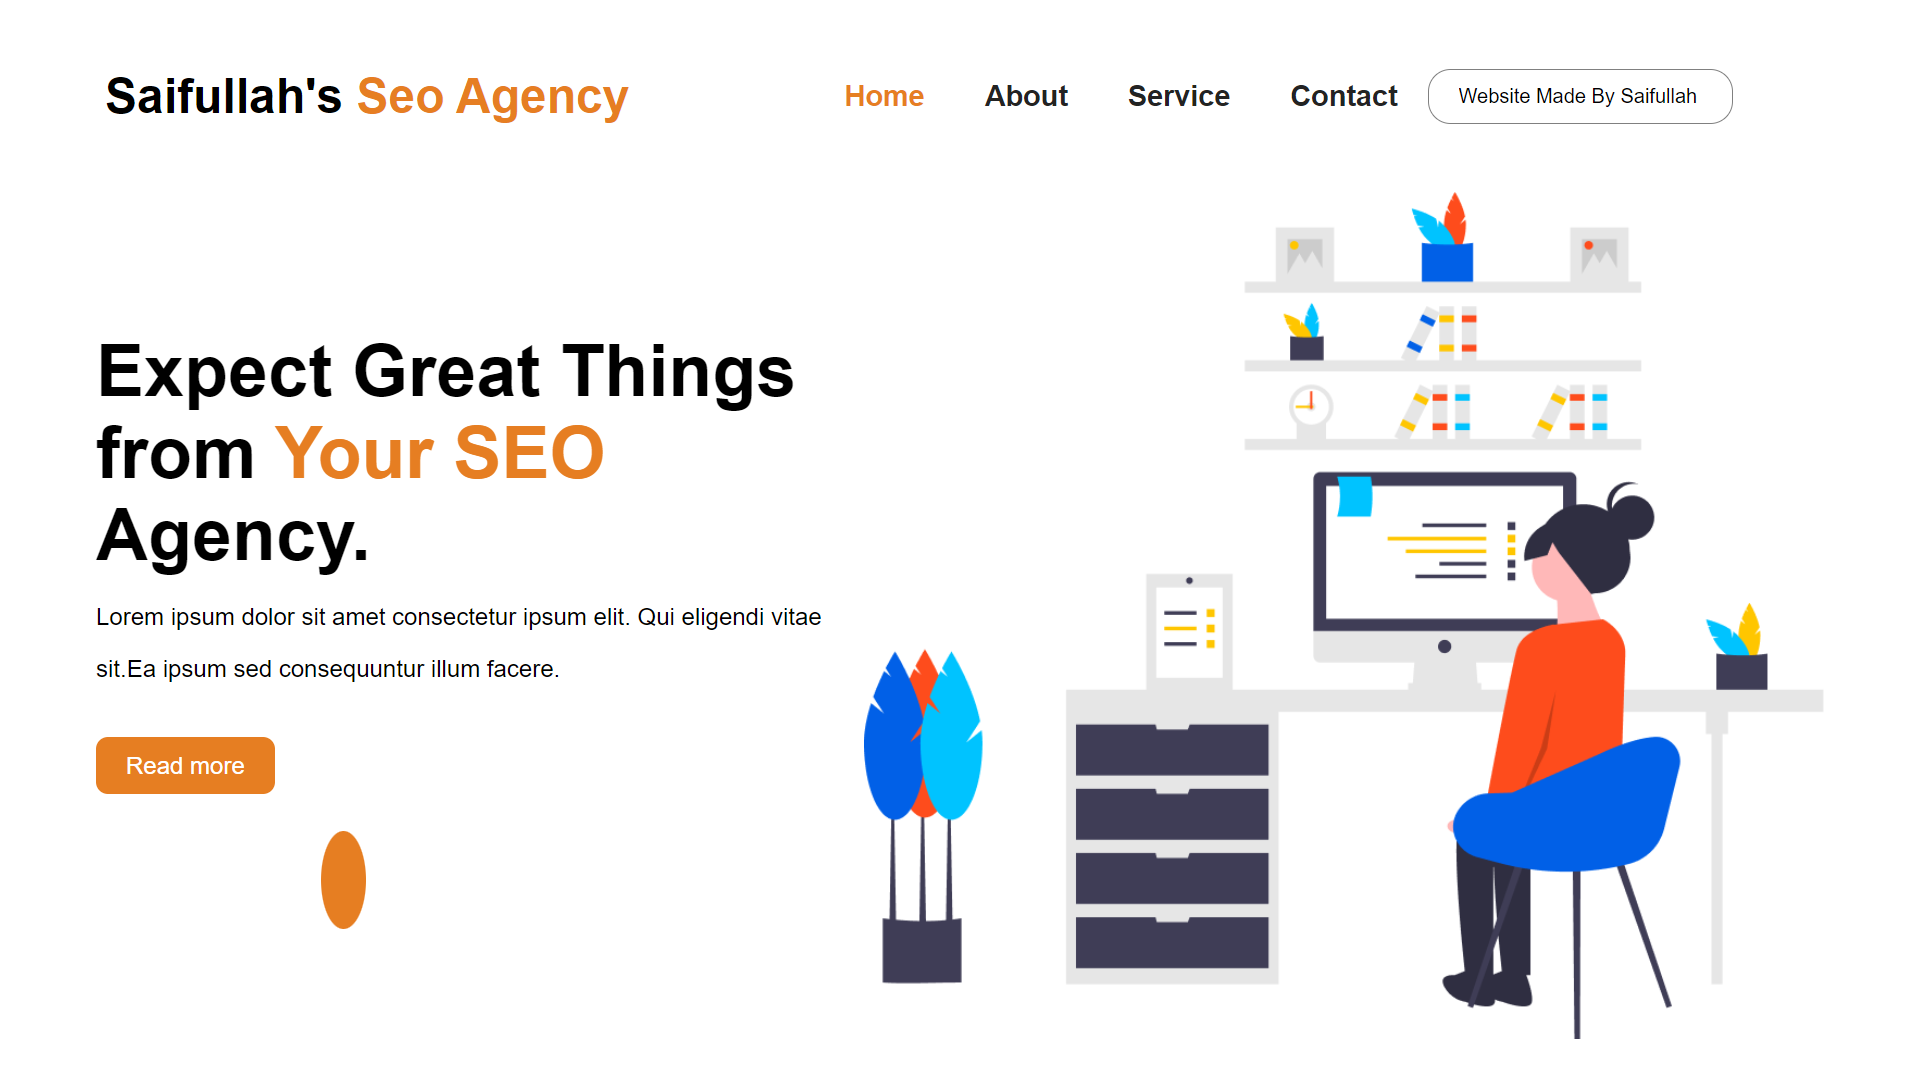 Saifullah's Seo Agency
Home About Service Contact Website Made By Saifullah
Expect Great Things
from Your SEO
Agency.
Lorem ipsum dolor sit amet consectetur ipsum elit. Qui eligendi vitae
sit.Ea ipsum sed consequuntur illum facere.
Read more